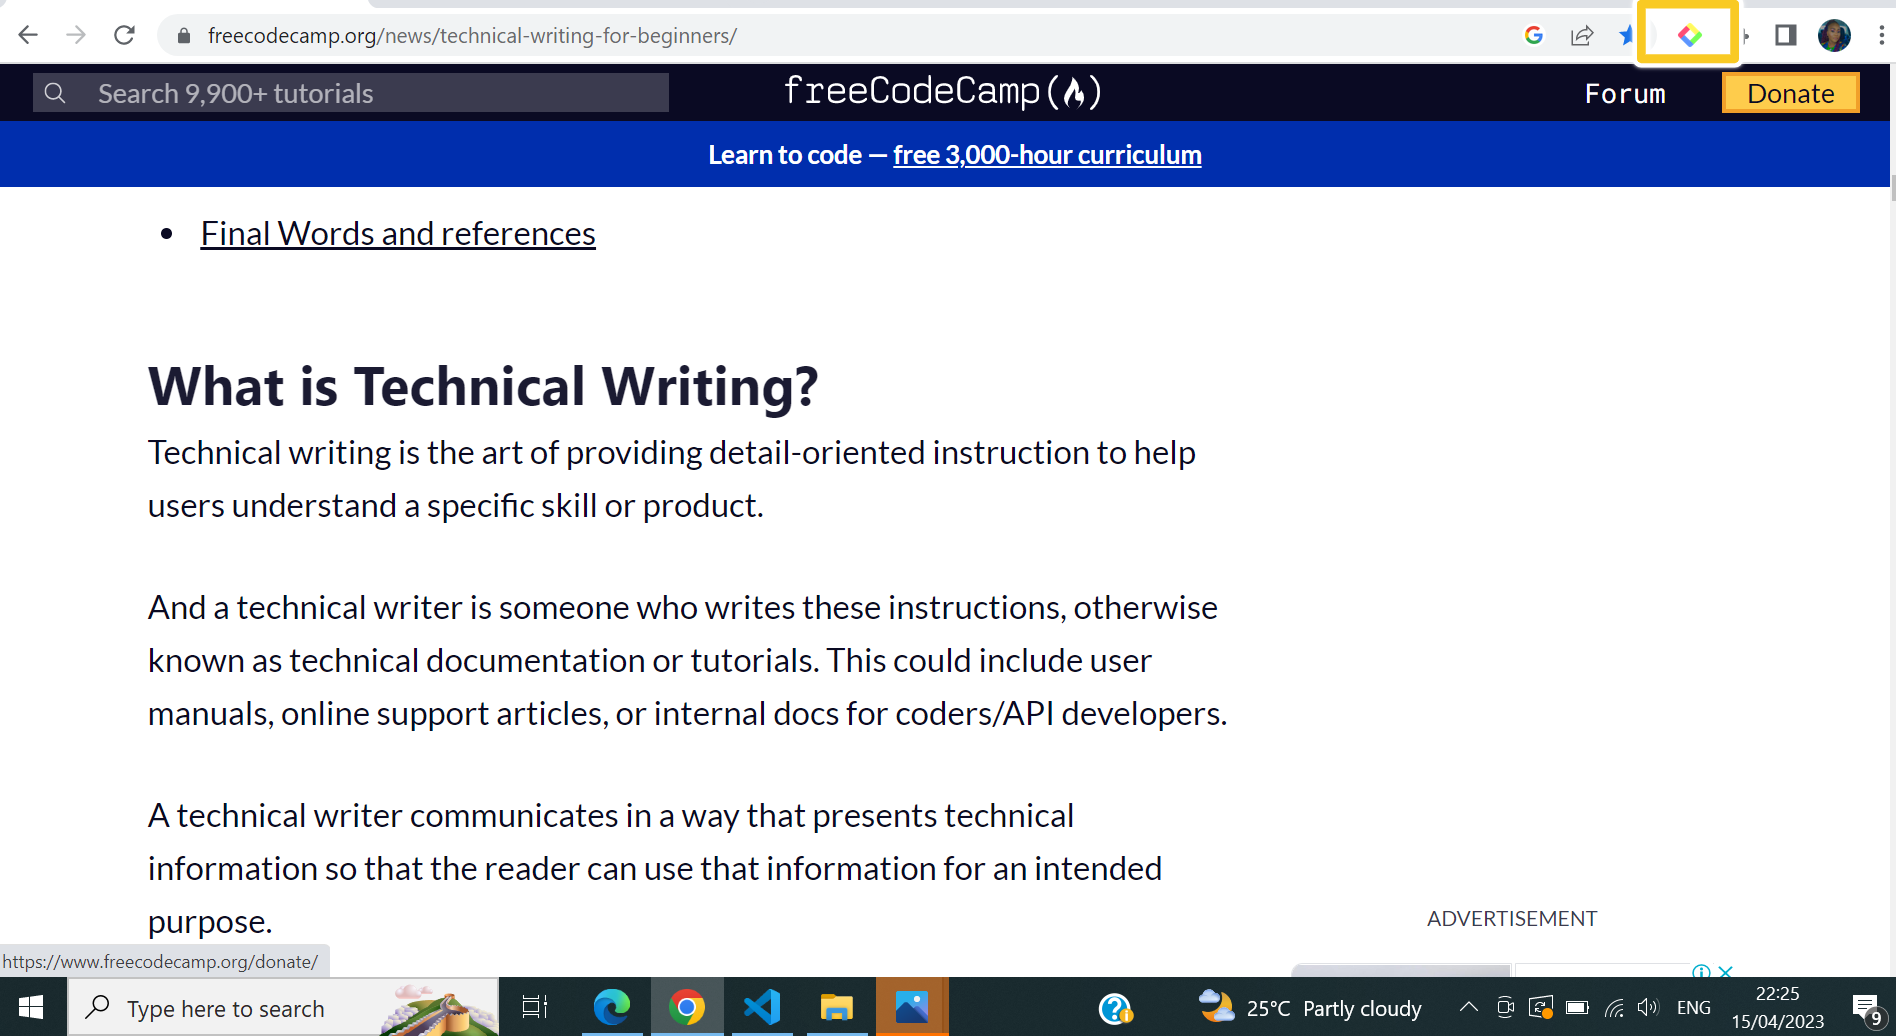 freecodecamp.org/news/technical-writing-for-beginners/
Search 9,900+ tutorials
freeCodeCamp
Forum
Donate
Learn to code — free 3,000-hour curriculum
Final Words and references
What is Technical Writing?
Technical writing is the art of providing detail-oriented instruction to help
users understand a specific skill or product.
And a technical writer is someone who writes these instructions, otherwise
known as technical documentation or tutorials. This could include user
manuals, online support articles, or internal docs for coders/API developers.
A technical writer communicates in a way that presents technical
information so that the reader can use that information for an intended
purpose.
ADVERTISEMENT
https://www.freecodecamp.org/donate/
Type here to search
25°C Partly cloudy
ENG
22:25
15/04/2023
9